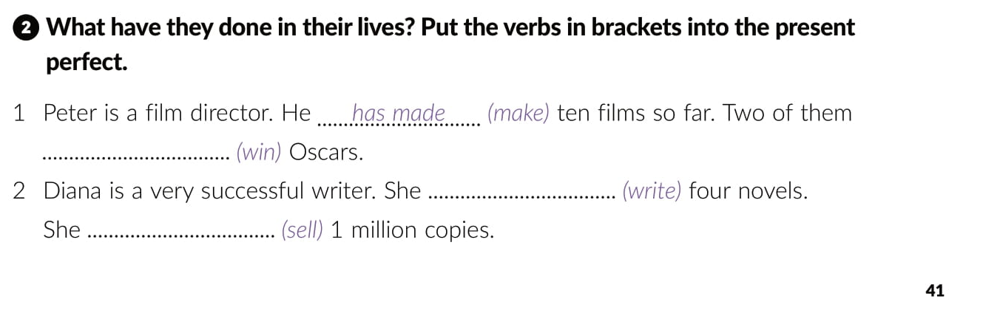 2 What have they done in their lives? Put the verbs in brackets into the present
perfect.
1 Peter is a film director. He .....has made..... (make) ten films so far. Two of them
................................... (win) Oscars.
2 Diana is a very successful writer. She ................................... (write) four novels.
She ................................... (sell) 1 million copies.
41